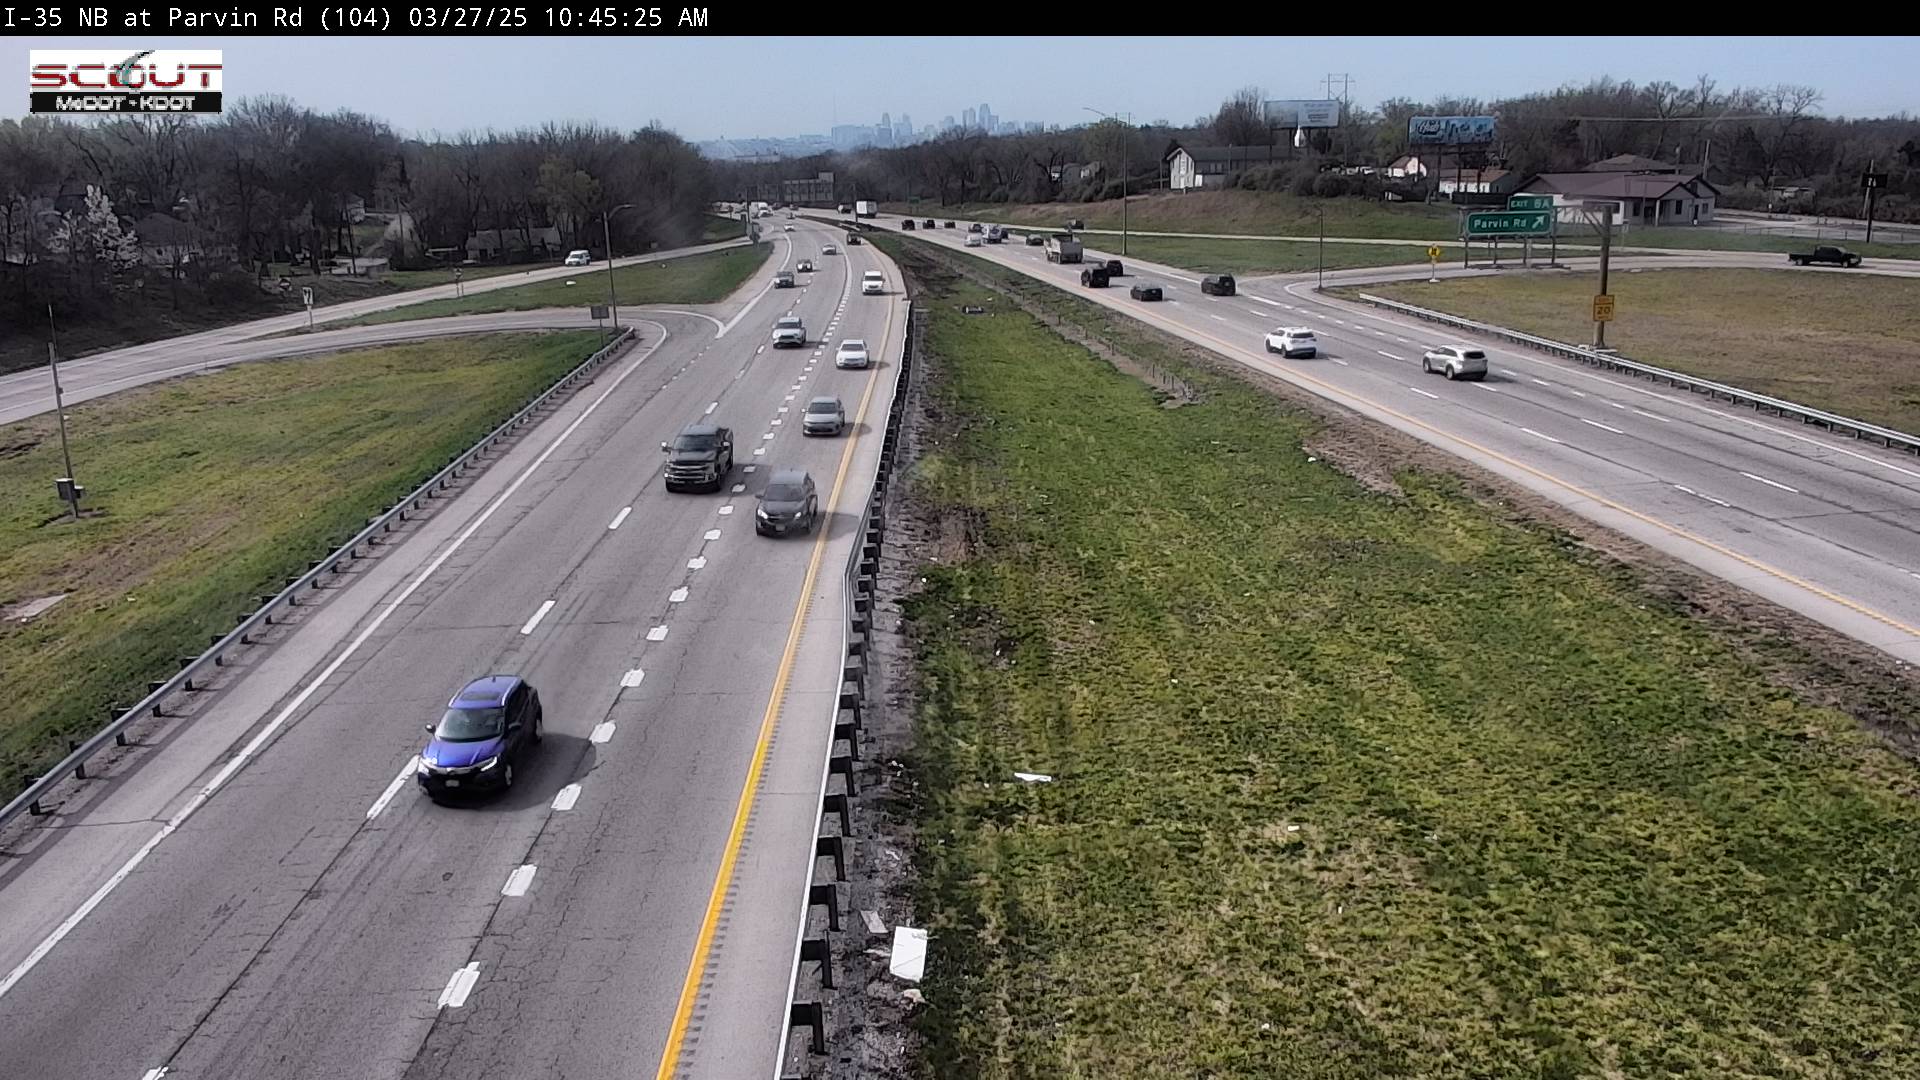 I-35 NB at Parvin Rd (104) 03/27/25 10:45:25 AM
SCOUT
MoDOT - KDOT
EXIT 8A
Parvin Rd
20